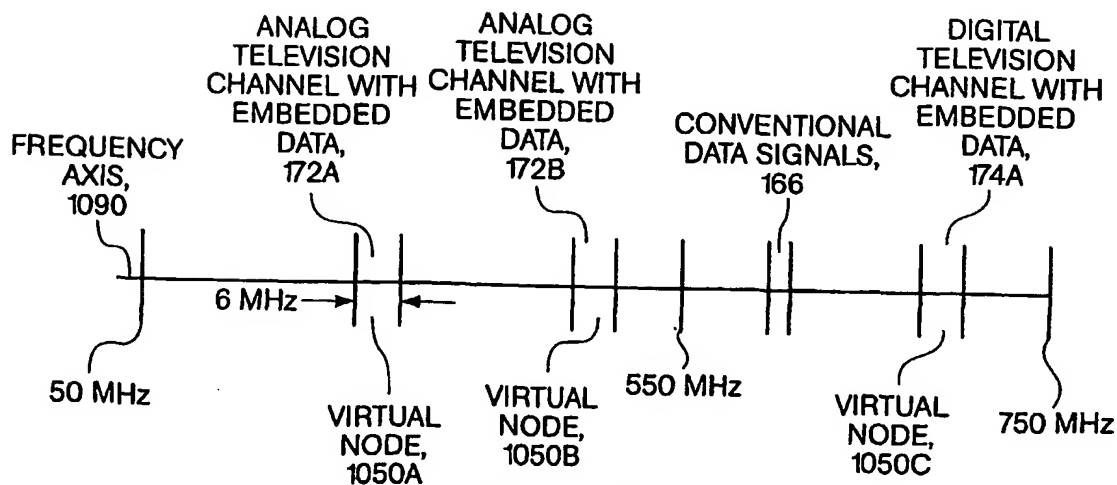 FREQUENCY
AXIS,
1090
ANALOG
TELEVISION
CHANNEL WITH
EMBEDDED
DATA,
172A
ANALOG
TELEVISION
CHANNEL WITH
EMBEDDED
DATA,
172B
CONVENTIONAL
DATA SIGNALS,
166
DIGITAL
TELEVISION
CHANNEL WITH
EMBEDDED
DATA,
174A
6 MHz
50 MHz
VIRTUAL
NODE,
1050A
VIRTUAL
NODE,
1050B
550 MHz
VIRTUAL
NODE,
1050C
750 MHz